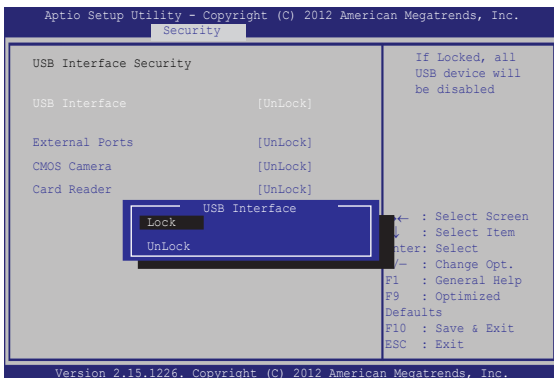 Aptio Setup Utility - Copyright (C) 2012 American Megatrends, Inc.
Security
USB Interface Security
USB Interface [UnLock]
External Ports [UnLock]
CMOS Camera [UnLock]
Card Reader [UnLock]
USB Interface
Lock
UnLock
If Locked, all
USB device will
be disabled
→← : Select Screen
↓ : Select Item
nter: Select
/— : Change Opt.
F1 : General Help
F9 : Optimized
Defaults
F10 : Save & Exit
ESC : Exit
Version 2.15.1226. Copyright (C) 2012 American Megatrends, Inc.